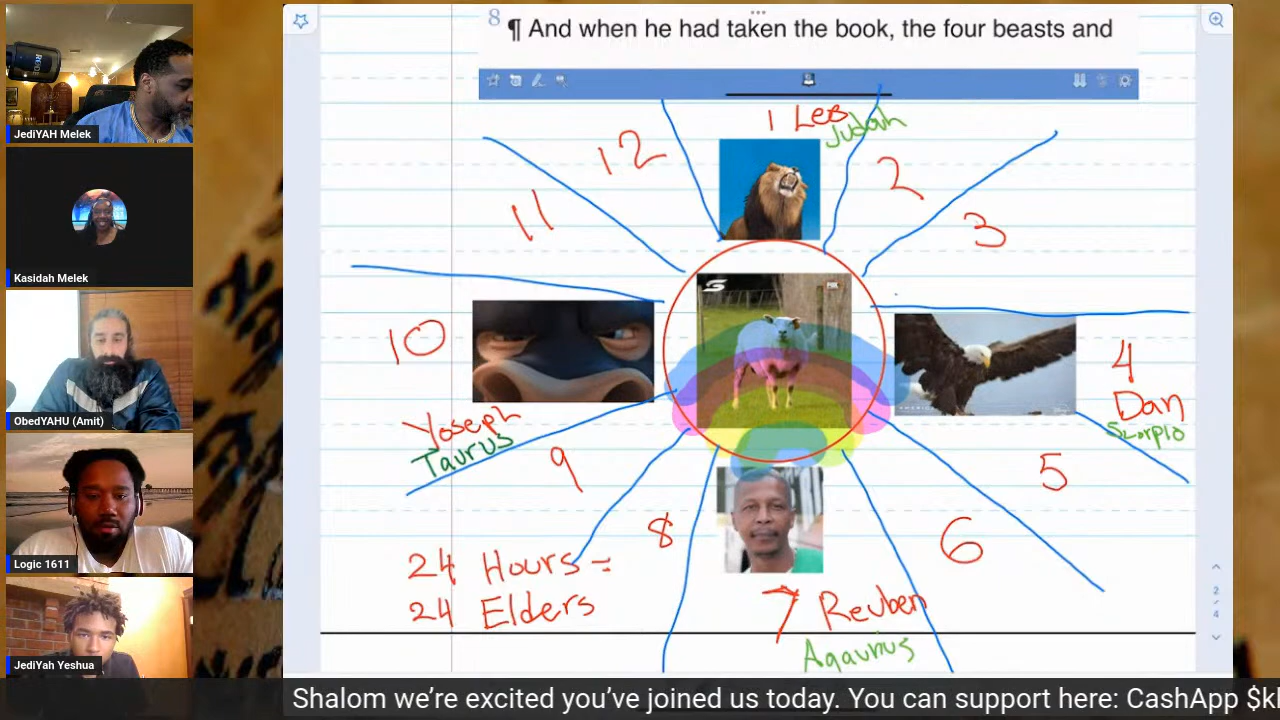 JediYAH Melek
Kasidah Melek
ObedYAHU (Amit)
Logic 1611
JediYah Yeshua
8
¶ And when he had taken the book, the four beasts and
1 Leo
Judah
12
2
11
3
10
4
Dan
Scorpio
Yoseph
Taurus
9
5
8
6
24 Hours =
24 Elders
7 Reuben
Aqaurius
2
4
Shalom we're excited you've joined us today. You can support here: CashApp